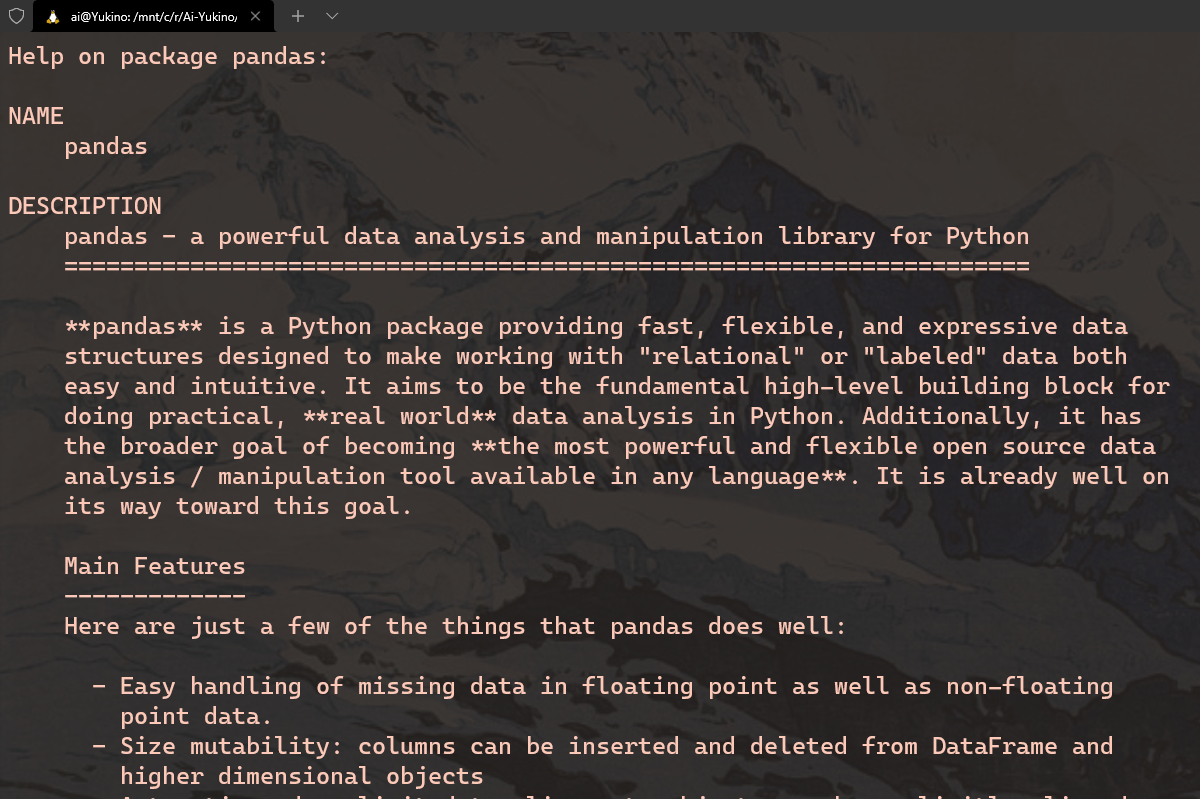 ai@Yukino: /mnt/c/r/Ai-Yukino/
Help on package pandas:
NAME
pandas
DESCRIPTION
pandas - a powerful data analysis and manipulation library for Python
=====================================================================
**pandas** is a Python package providing fast, flexible, and expressive data
structures designed to make working with "relational" or "labeled" data both
easy and intuitive. It aims to be the fundamental high-level building block for
doing practical, **real world** data analysis in Python. Additionally, it has
the broader goal of becoming **the most powerful and flexible open source data
analysis / manipulation tool available in any language**. It is already well on
its way toward this goal.
Main Features
-------------
Here are just a few of the things that pandas does well:
- Easy handling of missing data in floating point as well as non-floating
point data.
- Size mutability: columns can be inserted and deleted from DataFrame and
higher dimensional objects